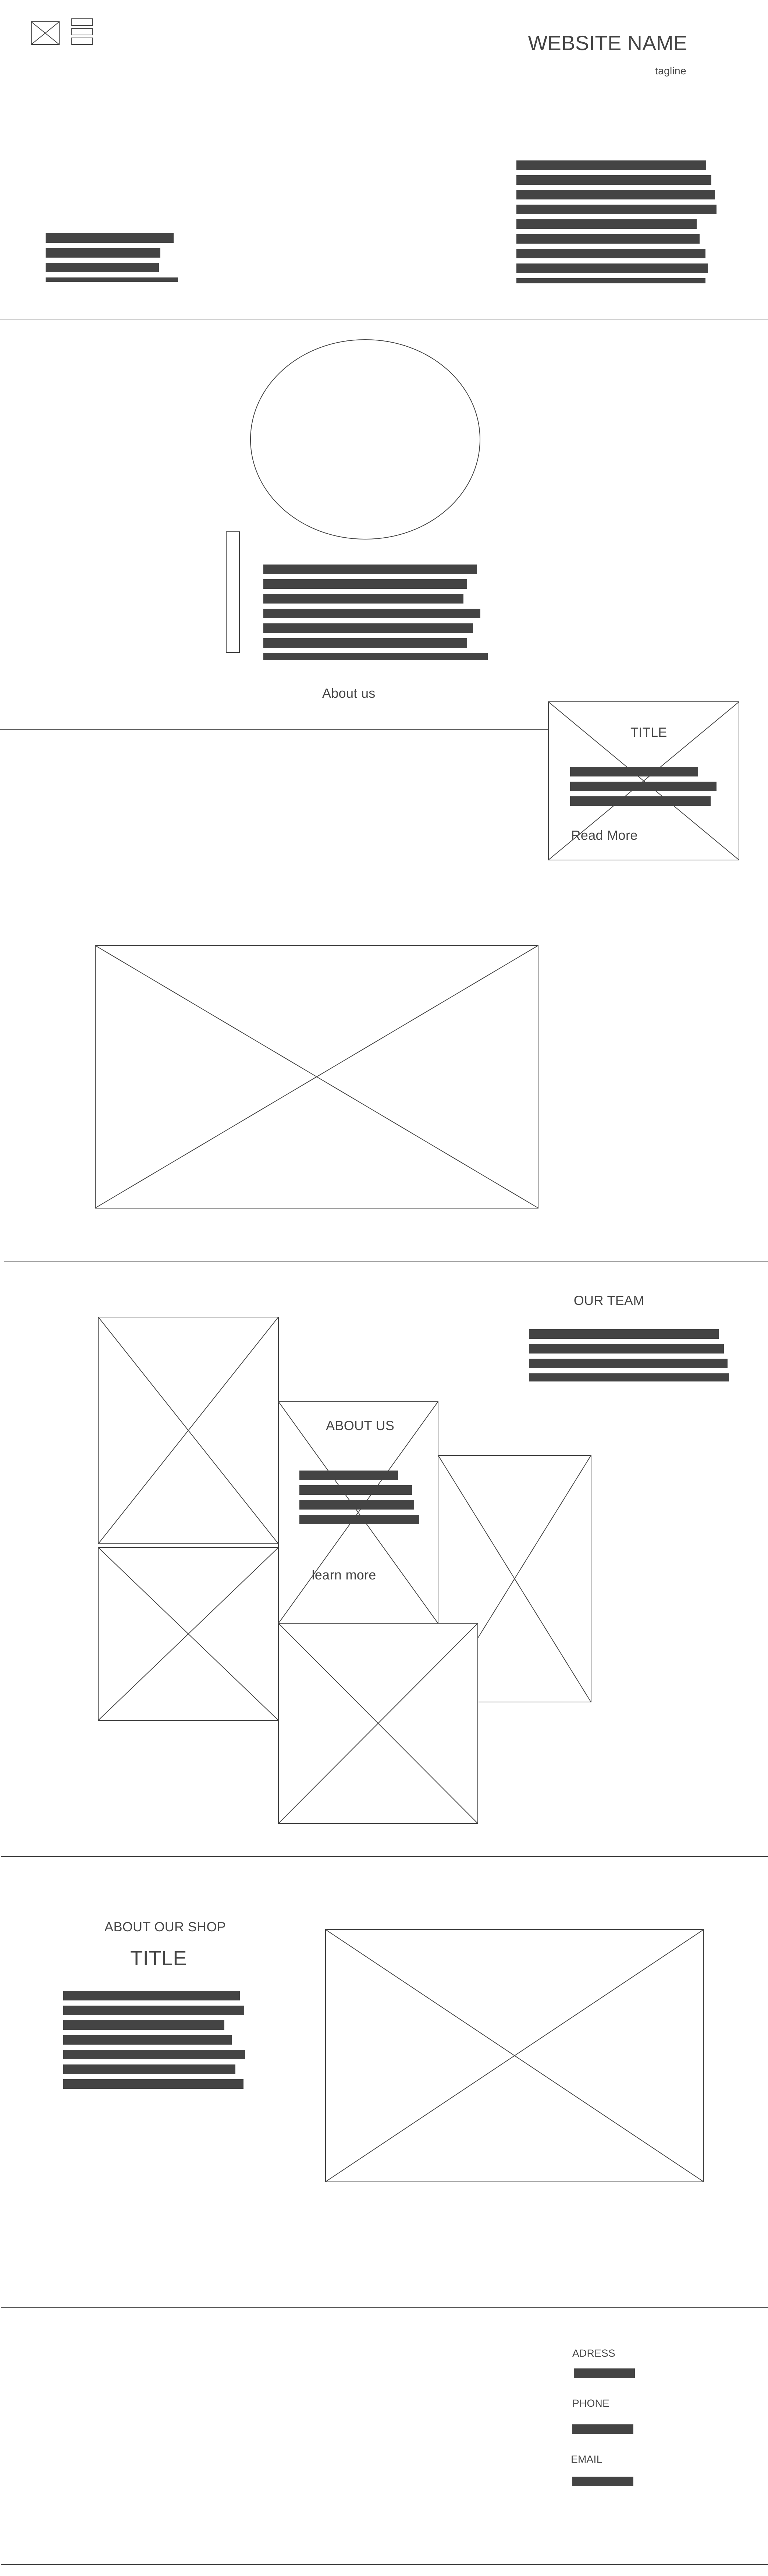 WEBSITE NAME
tagline
About us
TITLE
Read More
OUR TEAM
ABOUT US
learn more
ABOUT OUR SHOP
TITLE
ADRESS
PHONE
EMAIL